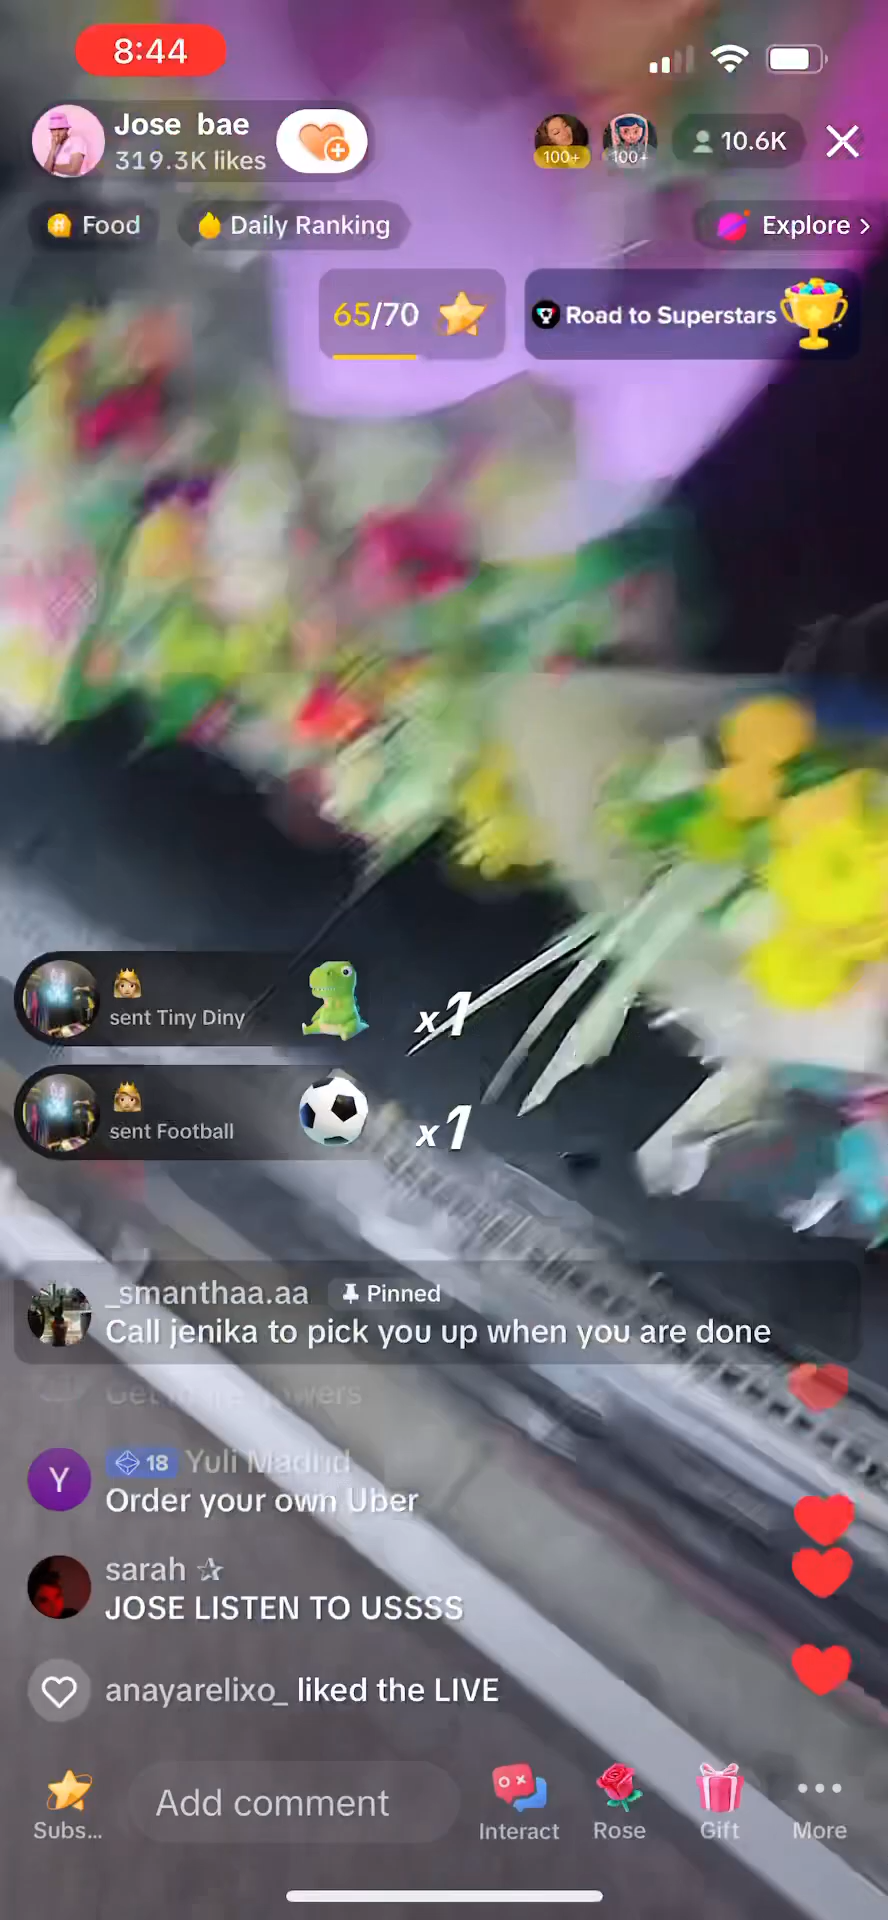 8:44
Jose bae
319.3K likes
100+
100+
10.6K
Food
Daily Ranking
Explore >
65/70
Road to Superstars
sent Tiny Diny
x1
sent Football
x1
_smanthaa.aa Pinned
Call jenika to pick you up when you are done
18 Yuli Madrid
Order your own Uber
sarah ☆
JOSE LISTEN TO USSSS
anayarelixo_ liked the LIVE
Subs...
Add comment
Interact
Rose
Gift
More